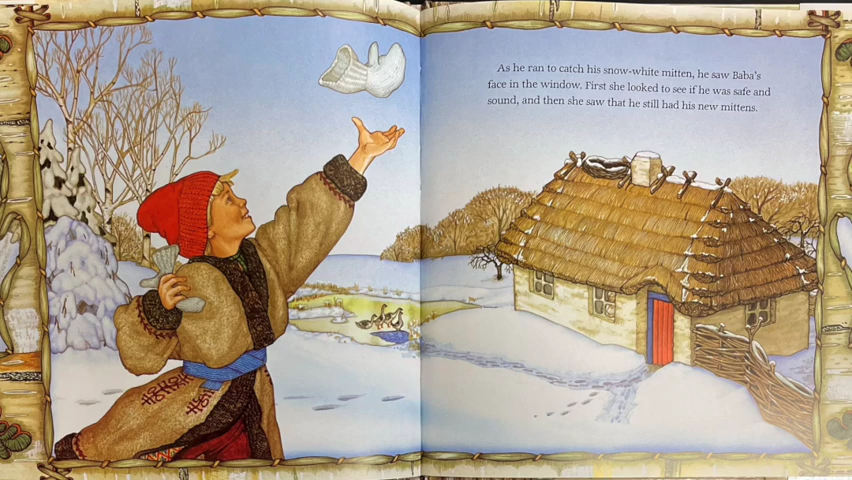 As he ran to catch his snow-white mitten, he saw Baba's
face in the window. First she looked to see if he was safe and
sound, and then she saw that he still had his new mittens.